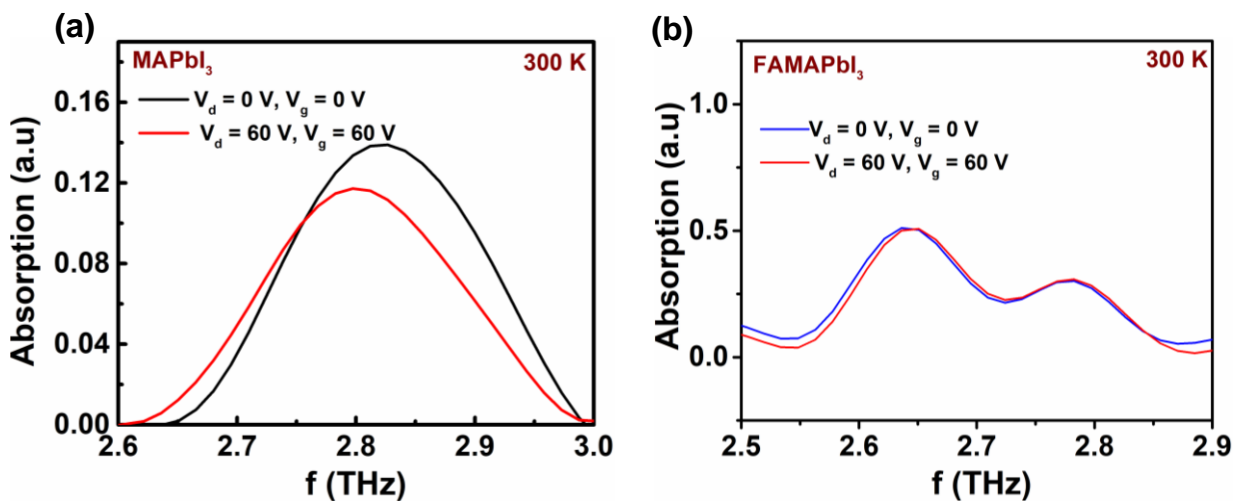 (a)
MAPbI₃ 300 K
V_d = 0 V, V_g = 0 V
V_d = 60 V, V_g = 60 V
Absorption (a.u)
0.16
0.12
0.08
0.04
0.00
2.6 2.7 2.8 2.9 3.0
f (THz)
(b)
FAMAPbI₃ 300 K
V_d = 0 V, V_g = 0 V
V_d = 60 V, V_g = 60 V
Absorption (a.u)
1.0
0.5
0.0
2.5 2.6 2.7 2.8 2.9
f (THz)